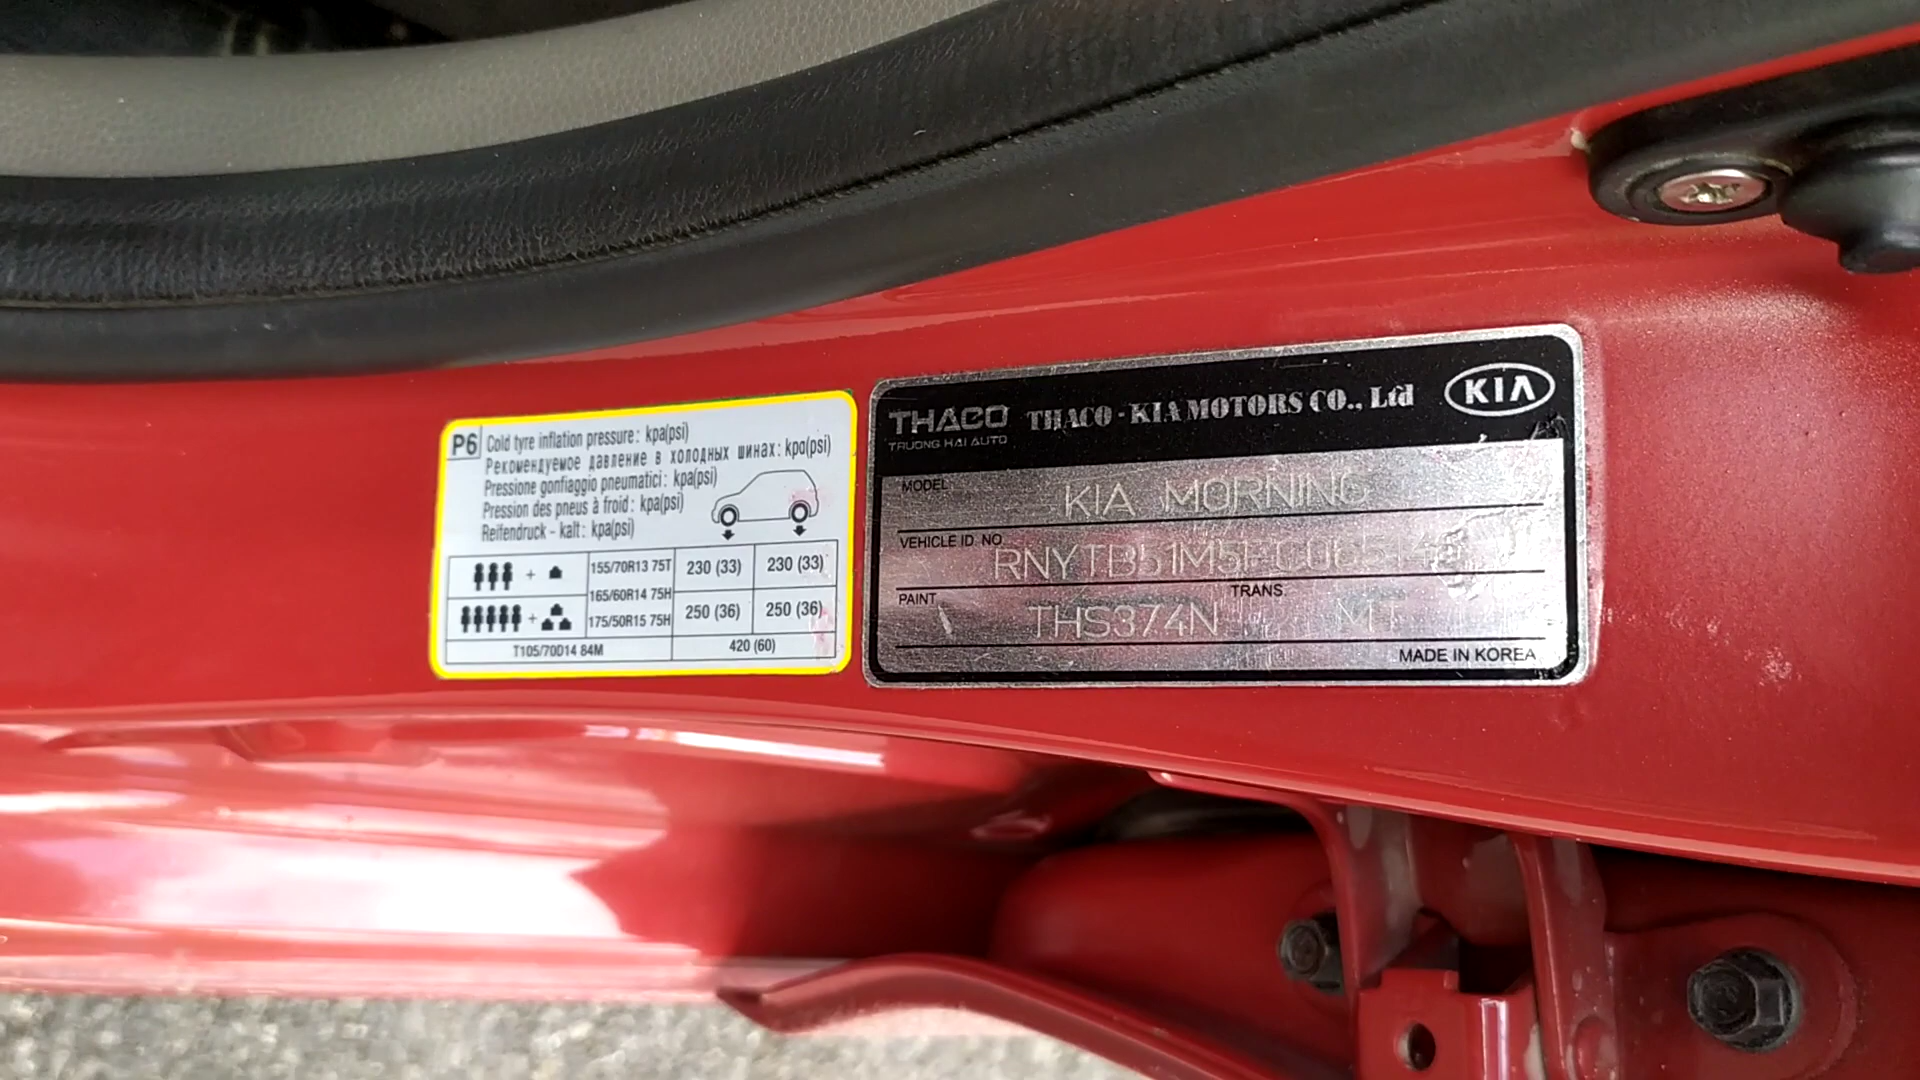 P6
Cold tyre inflation pressure: kpa(psi)
Рекомендуемое давление в холодных шинах: kpa(psi)
Pressione gonfiaggio pneumatici: kpa(psi)
Pression des pneus à froid: kpa(psi)
Reifendruck - kalt: kpa(psi)
+ 155/70R13 75T 230 (33) 230 (33)
165/60R14 75H
+ 175/50R15 75H 250 (36) 250 (36)
T105/70D14 84M 420 (60)
THACO
TRUONG HAI AUTO
THACO - KIA MOTORS CO., Ltd
KIA
MODEL KIA MORNING
VEHICLE ID. NO.
PAINT THS374N TRANS. MT
MADE IN KOREA